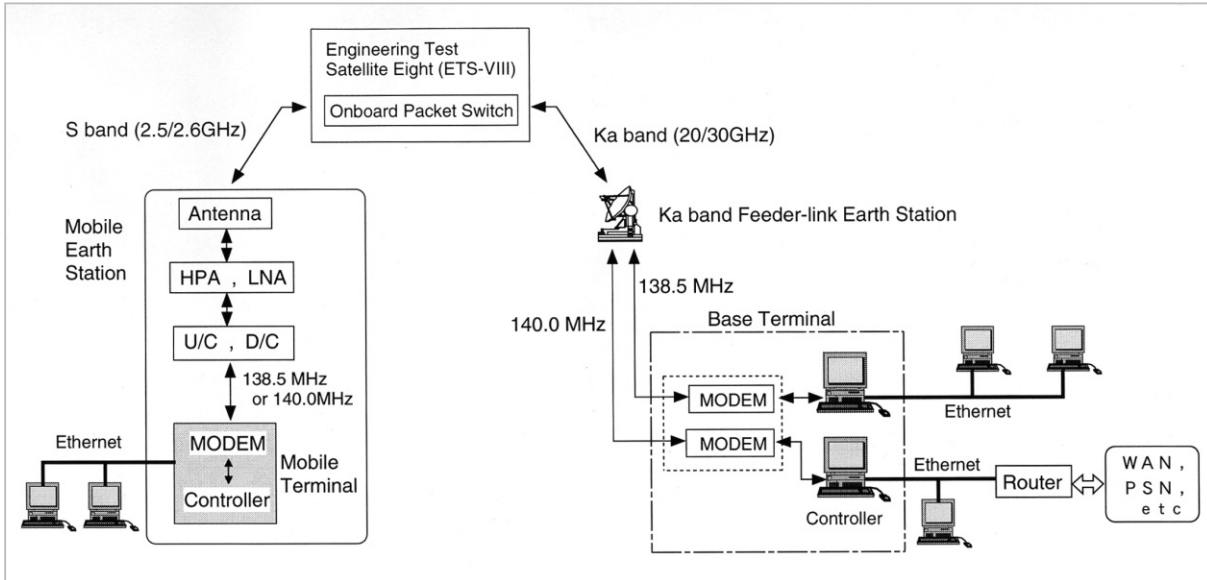 Engineering Test
Satellite Eight (ETS-VIII)
Onboard Packet Switch
S band (2.5/2.6GHz)
Ka band (20/30GHz)
Mobile
Earth
Station
Antenna
HPA , LNA
U/C , D/C
138.5 MHz
or 140.0MHz
Ethernet
MODEM
Controller
Mobile
Terminal
Ka band Feeder-link Earth Station
138.5 MHz
140.0 MHz
Base Terminal
MODEM
MODEM
Ethernet
Controller
Ethernet
Router
WAN,
PSN,
etc